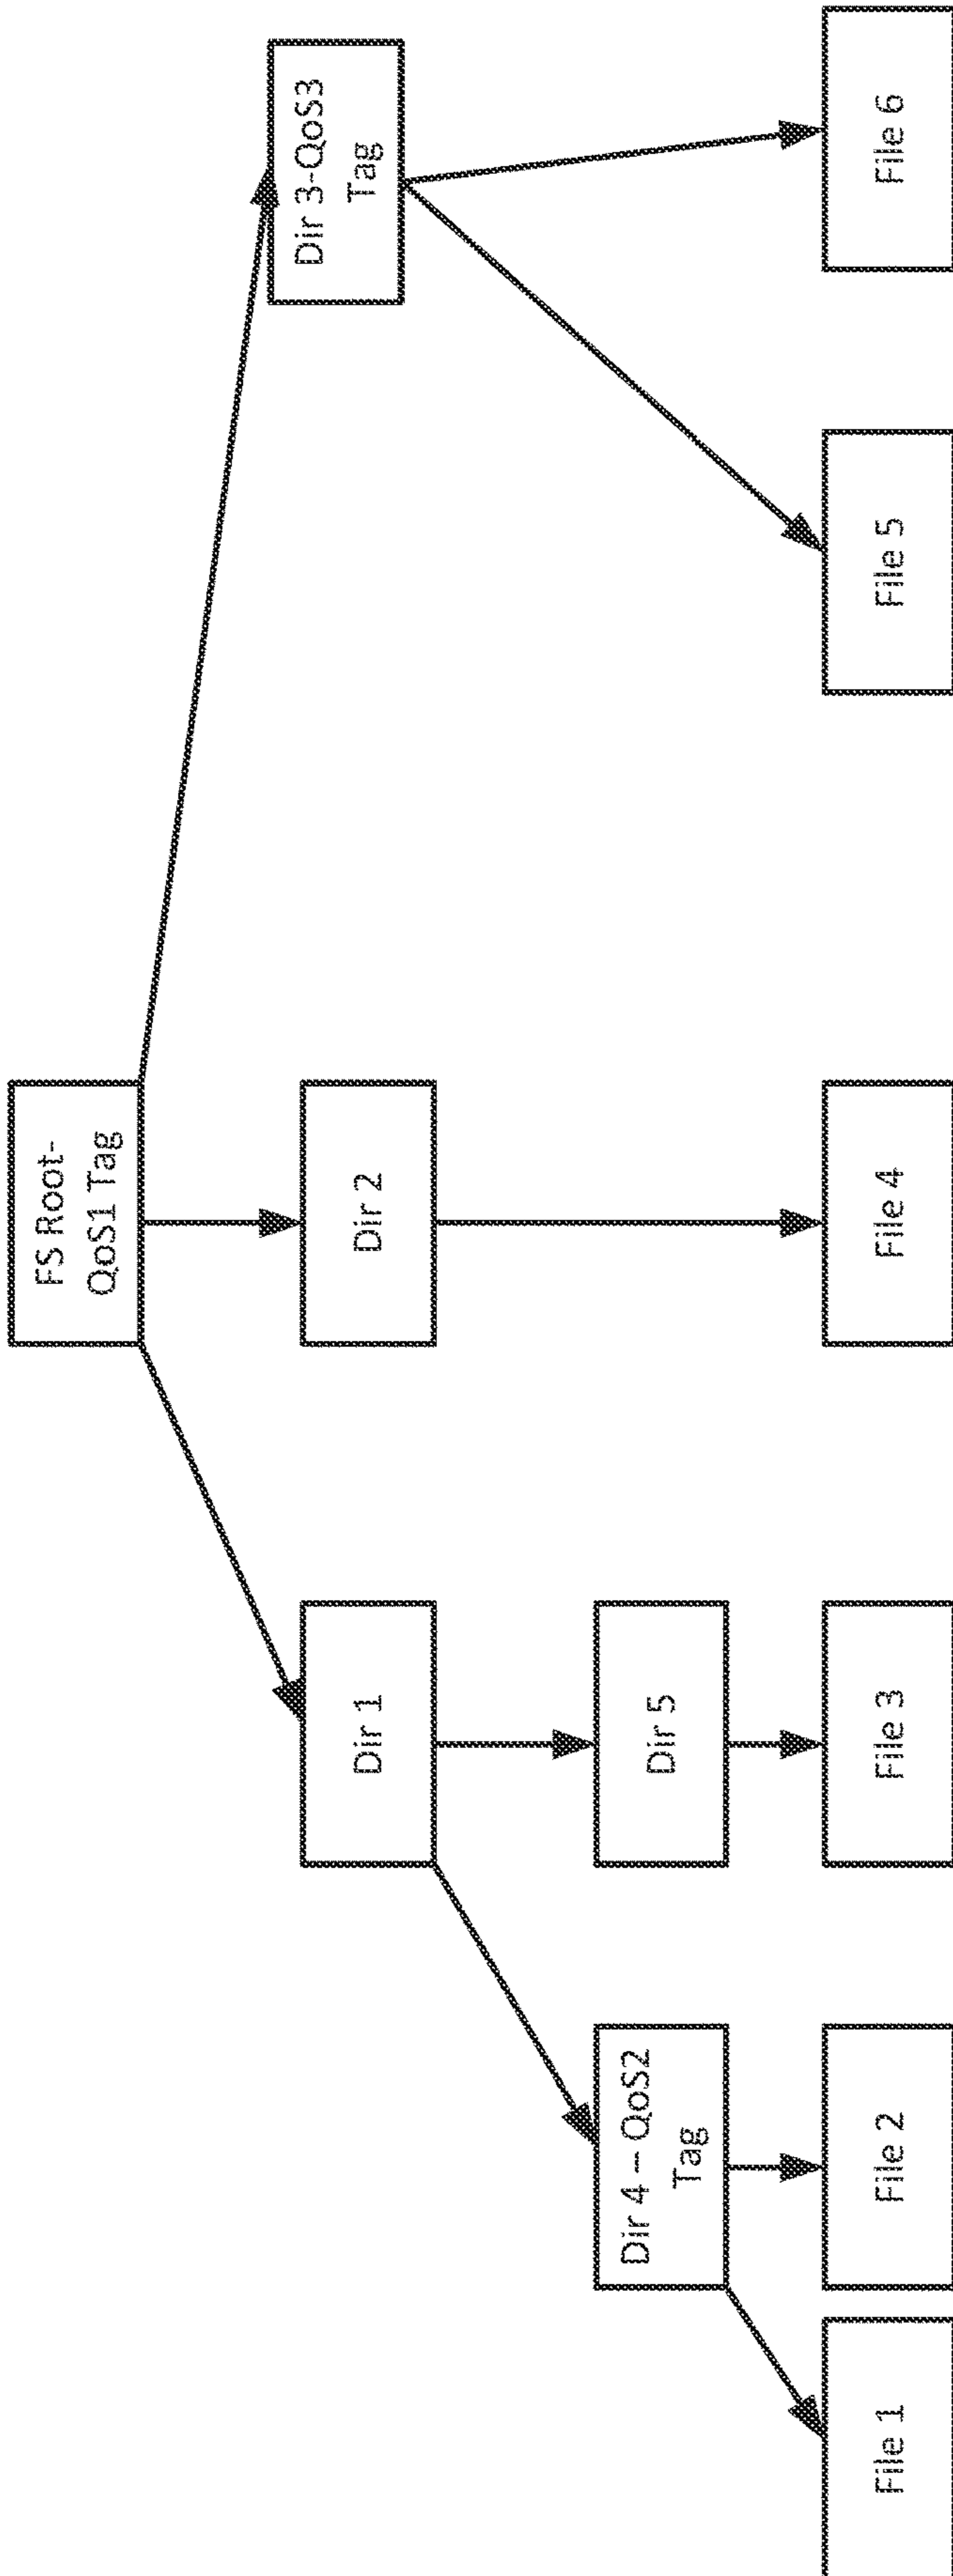 FS Root-
QoS1 Tag
Dir 1
Dir 2
Dir 3-QoS3
Tag
Dir 4 – QoS2
Tag
Dir 5
File 1
File 2
File 3
File 4
File 5
File 6